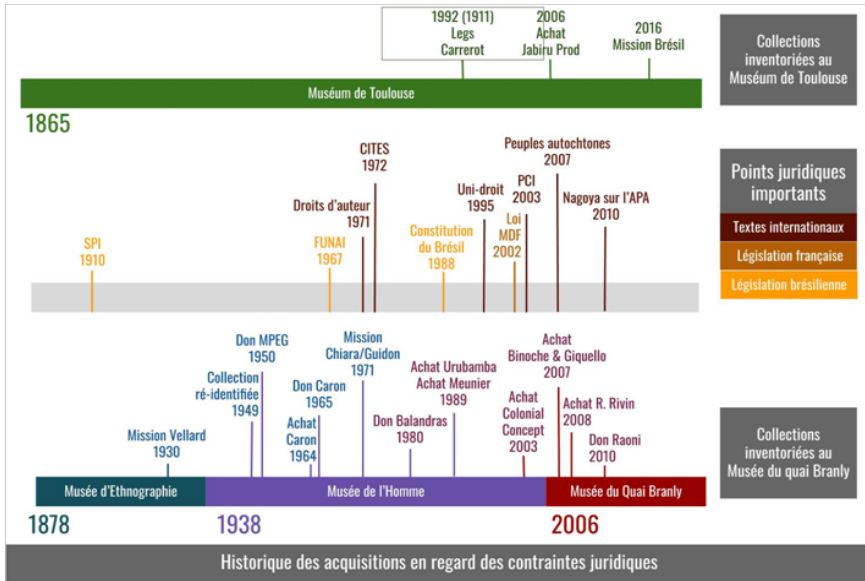 1992 (1911)
Legs
Carrerot
2006
Achat
Jabiru Prod
2016
Mission Brésil
Collections
inventoriées au
Muséum de Toulouse
Muséum de Toulouse
1865
CITES
1972
Droits d'auteur
1971
Peuples autochtones
2007
Uni-droit
1995
PCI
2003
Loi
MDF
2002
Nagoya sur l'APA
2010
SPI
1910
FUNAI
1967
Constitution
du Brésil
1988
Points juridiques
importants
Textes internationaux
Législation française
Législation brésilienne
Don MPEG
1950
Collection
ré-identifiée
1949
Mission Vellard
1930
Mission
Chiara/Guidon
1971
Don Caron
1965
Achat
Caron
1964
Achat Urubamba
Achat Meunier
1989
Don Balandras
1980
Achat
Binoche & Giquello
2007
Achat
Colonial
Concept
2003
Achat R. Rivin
2008
Don Raoni
2010
Collections
inventoriées au
Musée du quai Branly
Musée d'Ethnographie
Musée de l'Homme
Musée du Quai Branly
1878
1938
2006
Historique des acquisitions en regard des contraintes juridiques